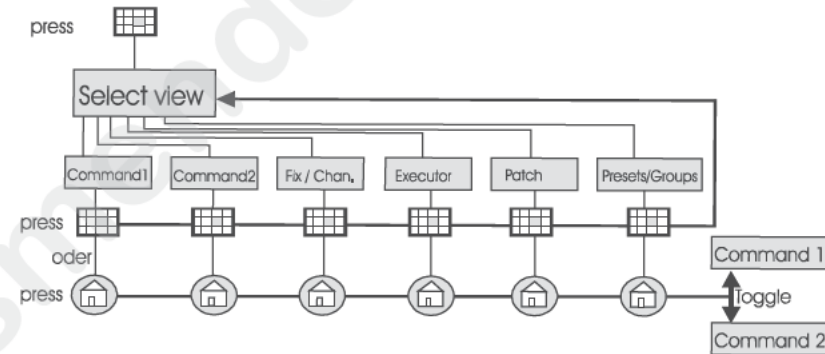 press
Select view
Command1 Command2 Fix / Chan. Executor Patch Presets/Groups
press
oder
press
Command 1
Toggle
Command 2